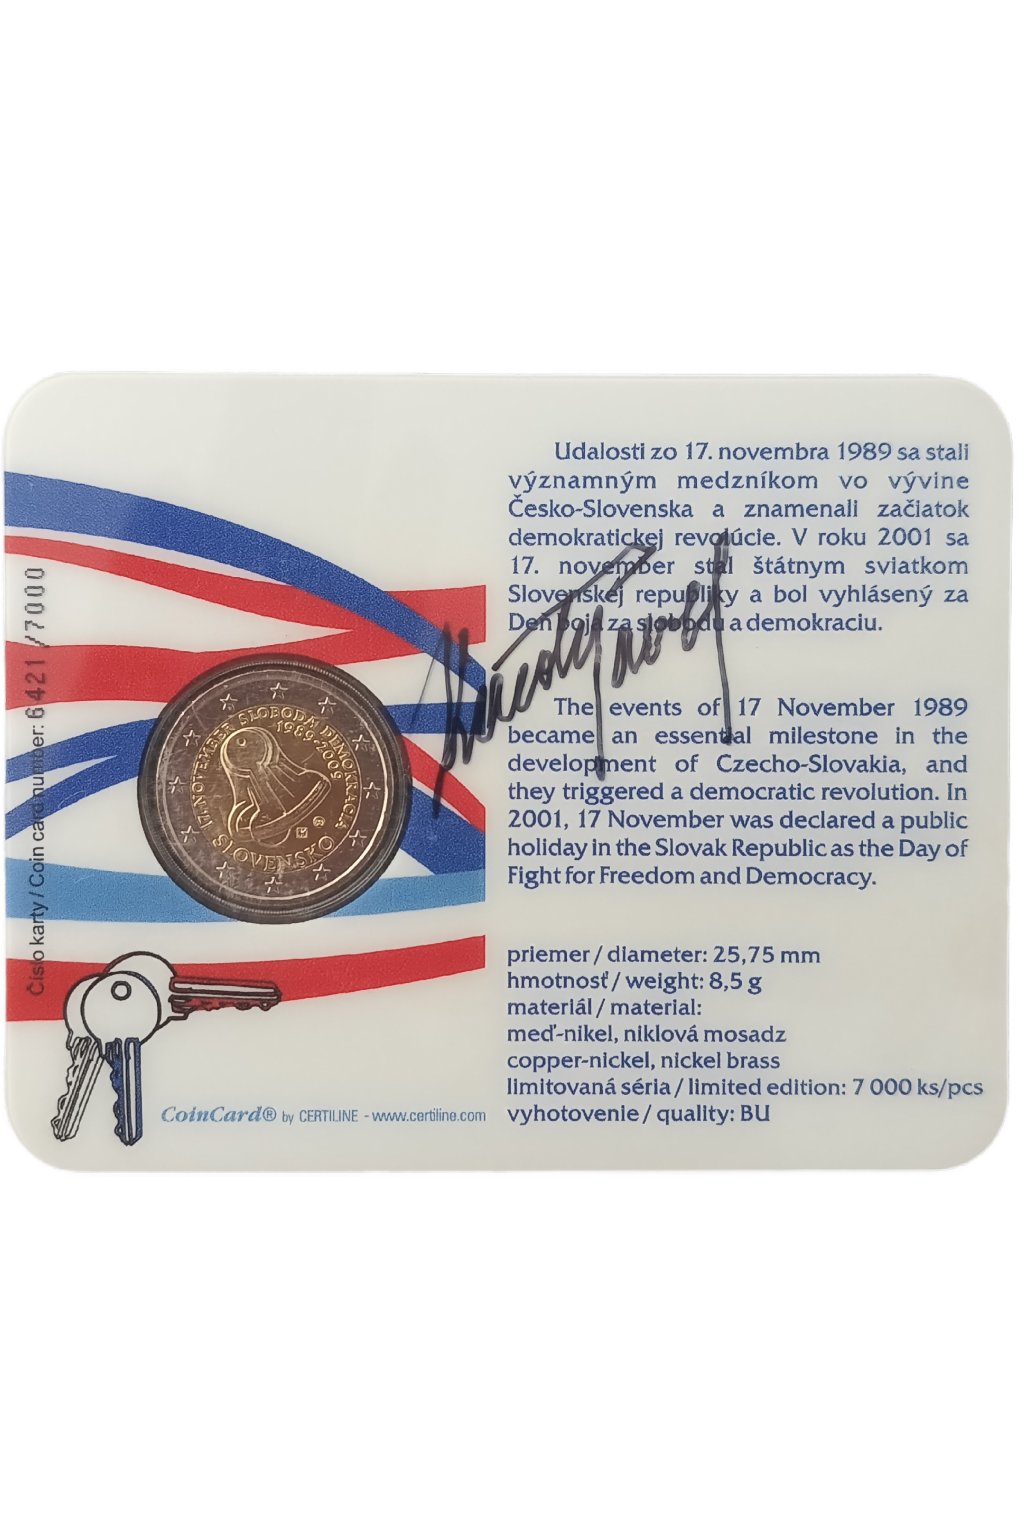 Udalosti zo 17. novembra 1989 sa stali
významným medzníkom vo vývine
Česko-Slovenska a znamenali začiatok
demokratickej revolúcie. V roku 2001 sa
17. november stal štátnym sviatkom
Slovenskej republiky a bol vyhlásený za
Deň boja za slobodu a demokraciu.
The events of 17 November 1989
became an essential milestone in the
development of Czecho-Slovakia, and
they triggered a democratic revolution. In
2001, 17 November was declared a public
holiday in the Slovak Republic as the Day of
Fight for Freedom and Democracy.
priemer / diameter: 25,75 mm
hmotnosť / weight: 8,5 g
materiál / material:
meď-nikel, niklová mosadz
copper-nickel, nickel brass
limitovaná séria / limited edition: 7 000 ks/pcs
vyhotovenie / quality: BU
Číslo karty / Coin card number: 6421 / 7000
17. NOVEMBER SLOBODA DEMOKRACIA
1989-2009
SLOVENSKO
CoinCard® by CERTILINE - www.certiline.com